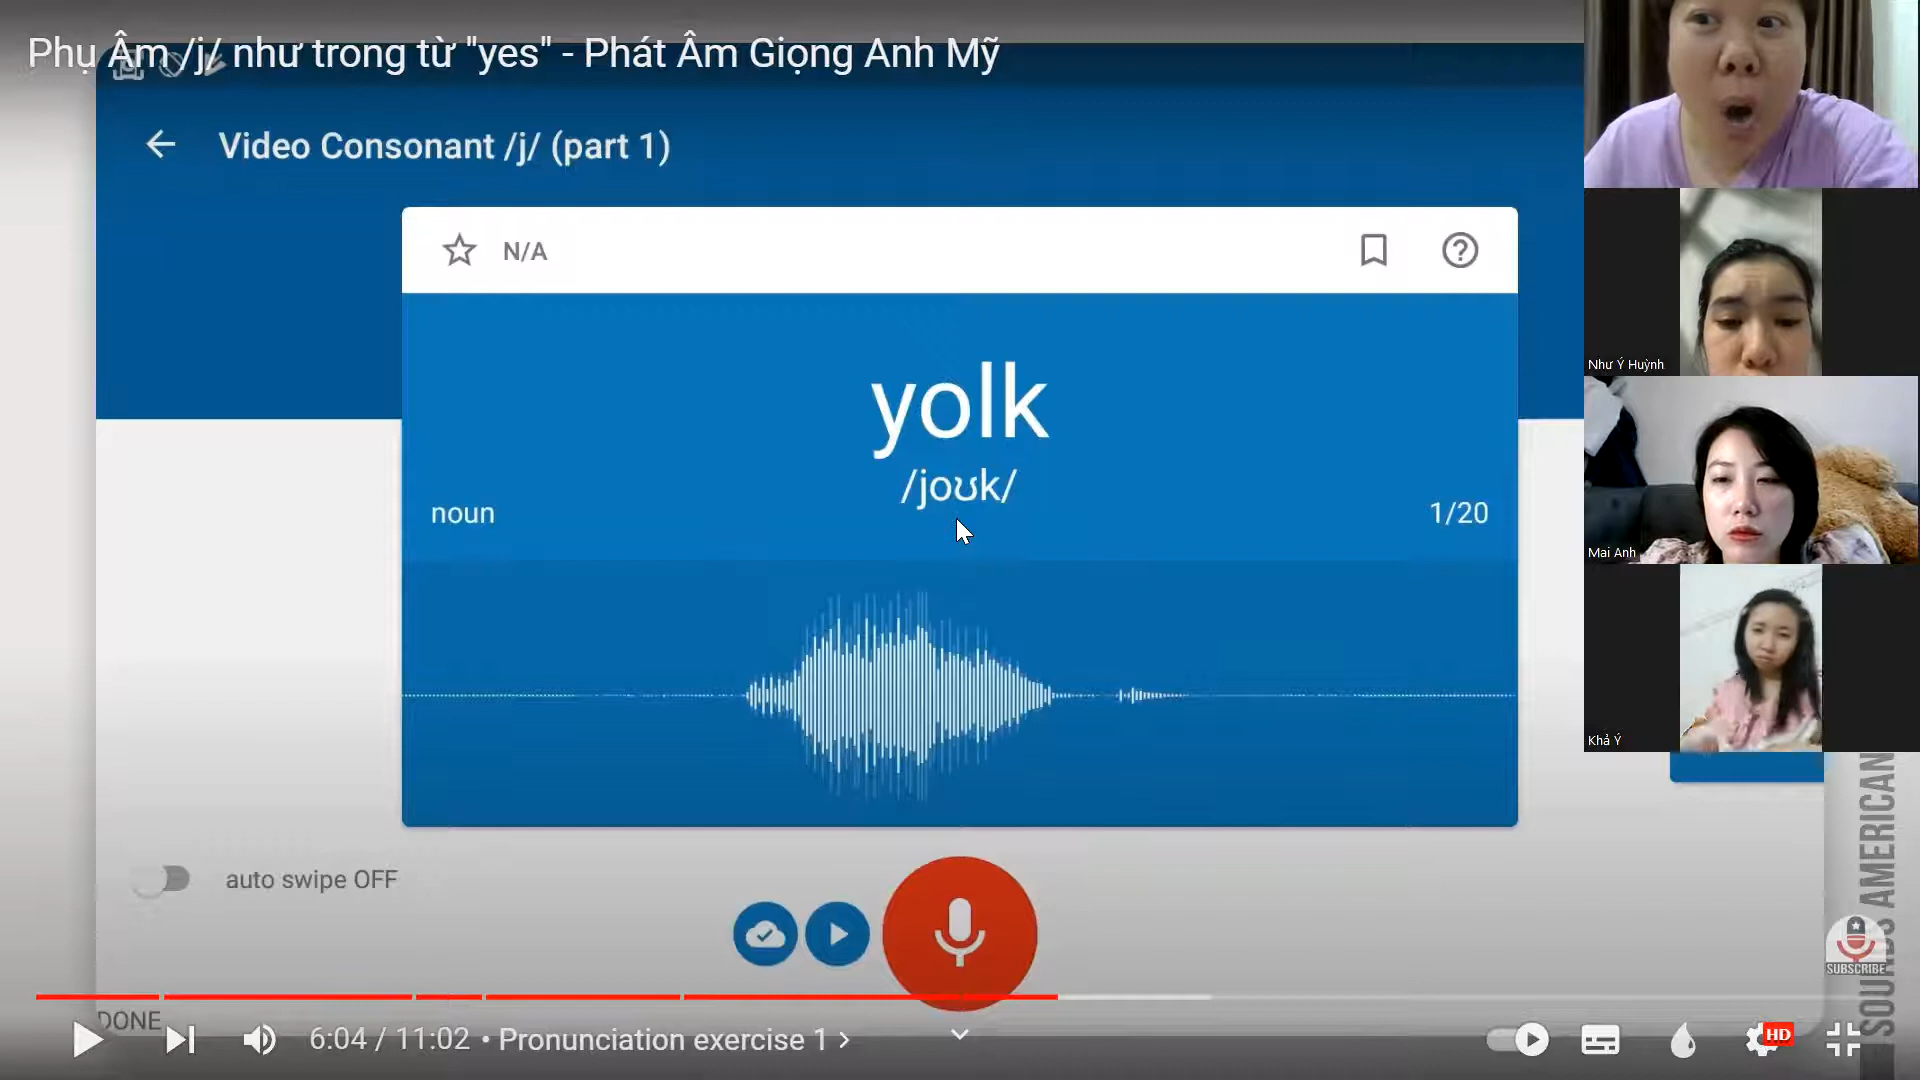 Phụ Âm /j/ như trong từ "yes" - Phát Âm Giọng Anh Mỹ
Video Consonant /j/ (part 1)
N/A
yolk
/joʊk/
noun
1/20
Như Ý Huỳnh
Mai Anh
Khả Ý
auto swipe OFF
SOUNDS AMERICAN
SUBSCRIBE
DONE
6:04 / 11:02 • Pronunciation exercise 1 >
HD